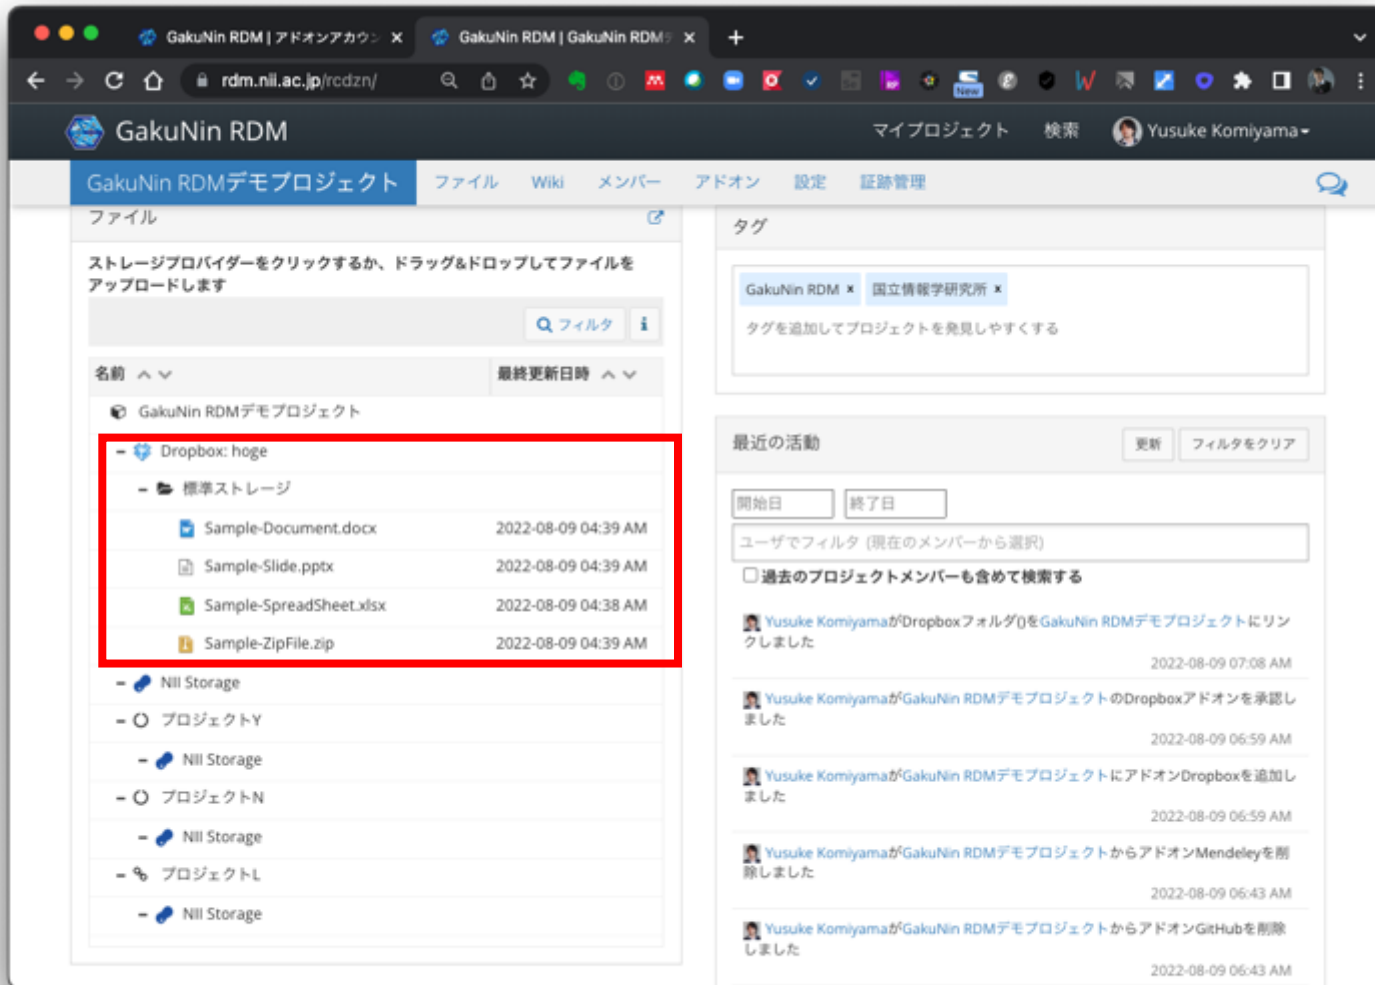 GakuNin RDM | アドオンアカウン
GakuNin RDM | GakuNin RDMデ
rdm.nii.ac.jp/rcdzn/
New
GakuNin RDM
マイプロジェクト 検索 Yusuke Komiyama
GakuNin RDMデモプロジェクト ファイル Wiki メンバー アドオン 設定 証跡管理
ファイル
ストレージプロバイダーをクリックするか、ドラッグ&ドロップしてファイルを
アップロードします
フィルタ i
名前 最終更新日時
GakuNin RDMデモプロジェクト
Dropbox: hoge
標準ストレージ
Sample-Document.docx 2022-08-09 04:39 AM
Sample-Slide.pptx 2022-08-09 04:39 AM
Sample-SpreadSheet.xlsx 2022-08-09 04:38 AM
Sample-ZipFile.zip 2022-08-09 04:39 AM
NII Storage
プロジェクトY
NII Storage
プロジェクトN
NII Storage
プロジェクトL
NII Storage
タグ
GakuNin RDM x 国立情報学研究所 x
タグを追加してプロジェクトを発見しやすくする
最近の活動 更新 フィルタをクリア
開始日 終了日
ユーザでフィルタ (現在のメンバーから選択)
過去のプロジェクトメンバーも含めて検索する
Yusuke KomiyamaがDropboxフォルダ()をGakuNin RDMデモプロジェクトにリン
クしました
2022-08-09 07:08 AM
Yusuke KomiyamaがGakuNin RDMデモプロジェクトのDropboxアドオンを承認し
ました
2022-08-09 06:59 AM
Yusuke KomiyamaがGakuNin RDMデモプロジェクトにアドオンDropboxを追加し
ました
2022-08-09 06:59 AM
Yusuke KomiyamaがGakuNin RDMデモプロジェクトからアドオンMendeleyを削
除しました
2022-08-09 06:43 AM
Yusuke KomiyamaがGakuNin RDMデモプロジェクトからアドオンGitHubを削除
しました
2022-08-09 06:43 AM